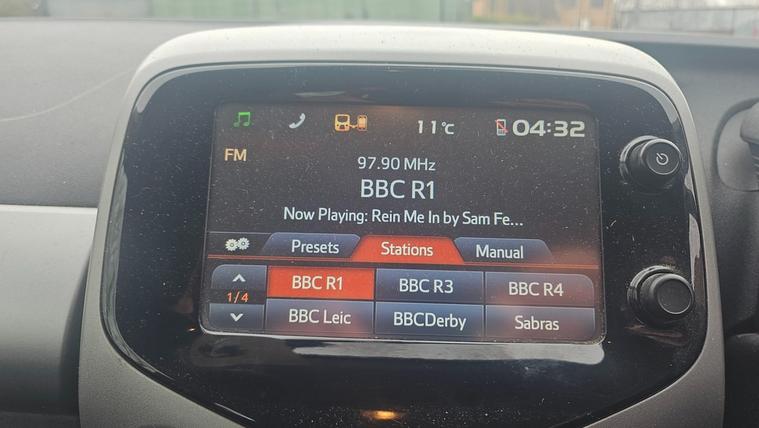 11°C 04:32
FM
97.90 MHz
BBC R1
Now Playing: Rein Me In by Sam Fe...
Presets Stations Manual
BBC R1 BBC R3 BBC R4
1/4
BBC Leic BBCDerby Sabras